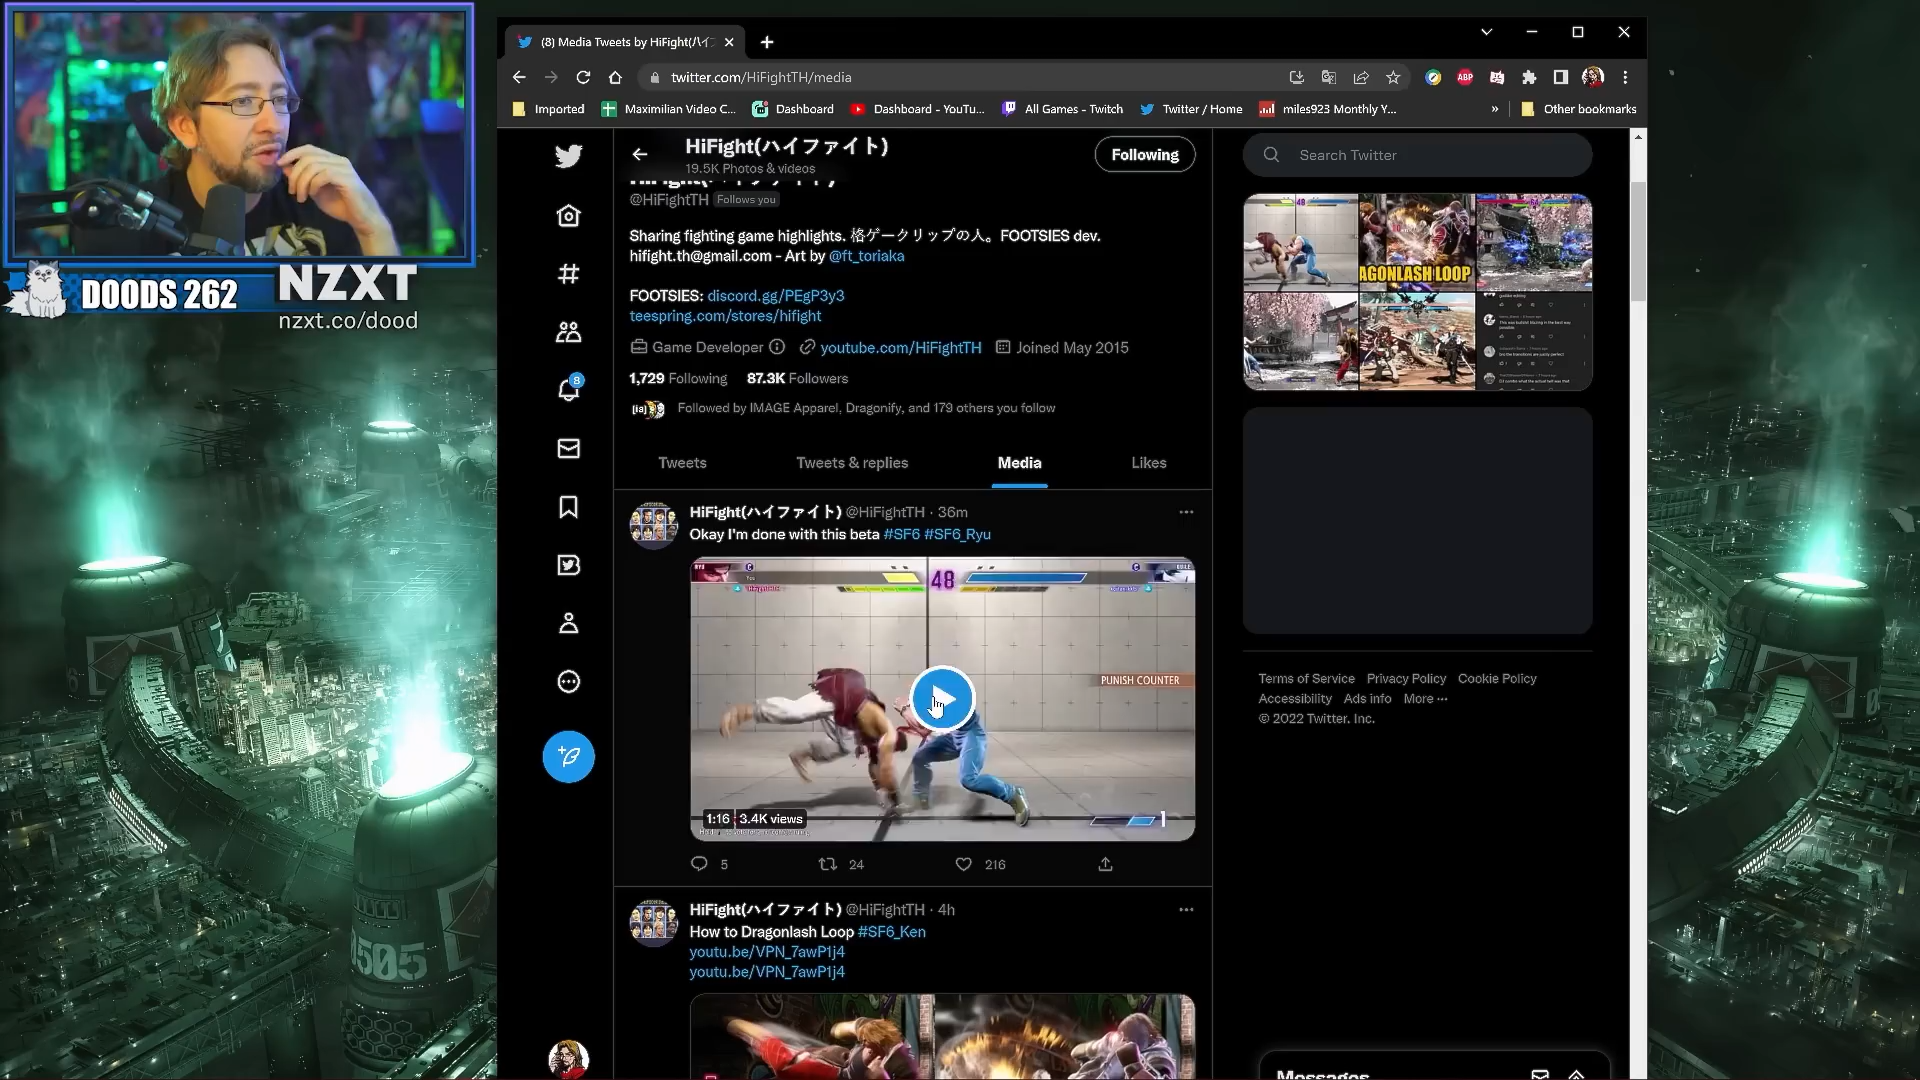 DOODS 262
NZXT
nzxt.co/dood
(8) Media Tweets by HiFight(ハイフ
twitter.com/HiFightTH/media
ABP
Imported
Maximilian Video C...
Dashboard
Dashboard - YouTu...
All Games - Twitch
Twitter / Home
miles923 Monthly Y...
»
Other bookmarks
HiFight(ハイファイト)
19.5K Photos & videos
Following
Search Twitter
@HiFightTH Follows you
Sharing fighting game highlights. 格ゲークリップの人。FOOTSIES dev.
hifight.th@gmail.com - Art by @ft_toriaka
FOOTSIES: discord.gg/PEgP3y3
teespring.com/stores/hifight
Game Developer youtube.com/HiFightTH Joined May 2015
1,729 Following 87.3K Followers
Followed by IMAGE Apparel, Dragonify, and 179 others you follow
8
Tweets
Tweets & replies
Media
Likes
HiFight(ハイファイト) @HiFightTH · 36m
Okay I'm done with this beta #SF6 #SF6_Ryu
RYU
48
PUNISH COUNTER
1:16 3.4K views
5
24
216
HiFight(ハイファイト) @HiFightTH · 4h
How to Dragonlash Loop #SF6_Ken
youtu.be/VPN_7awP1j4
youtu.be/VPN_7awP1j4
48
AGONLASH LOOP
Terms of Service Privacy Policy Cookie Policy
Accessibility Ads info More ···
© 2022 Twitter, Inc.
Messages